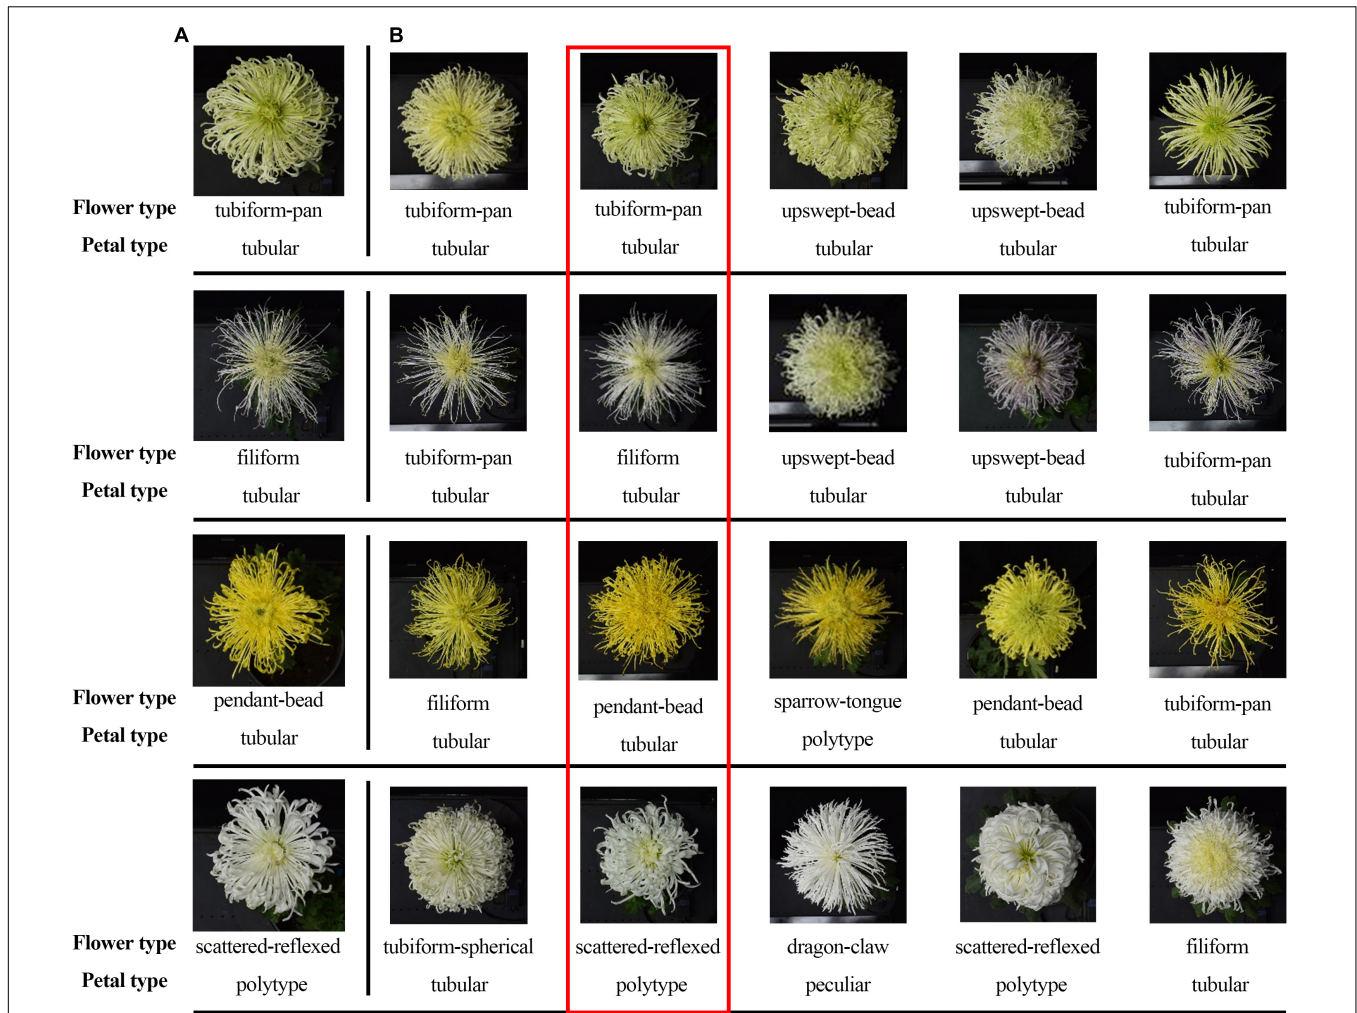 A B
Flower type tubiform-pan tubiform-pan tubiform-pan upswept-bead upswept-bead tubiform-pan
Petal type tubular tubular tubular tubular tubular tubular
Flower type filiform tubiform-pan filiform upswept-bead upswept-bead tubiform-pan
Petal type tubular tubular tubular tubular tubular tubular
Flower type pendant-bead filiform pendant-bead sparrow-tongue pendant-bead tubiform-pan
Petal type tubular tubular tubular polytype tubular tubular
Flower type scattered-reflexed tubiform-spherical scattered-reflexed dragon-claw scattered-reflexed filiform
Petal type polytype tubular polytype peculiar polytype tubular